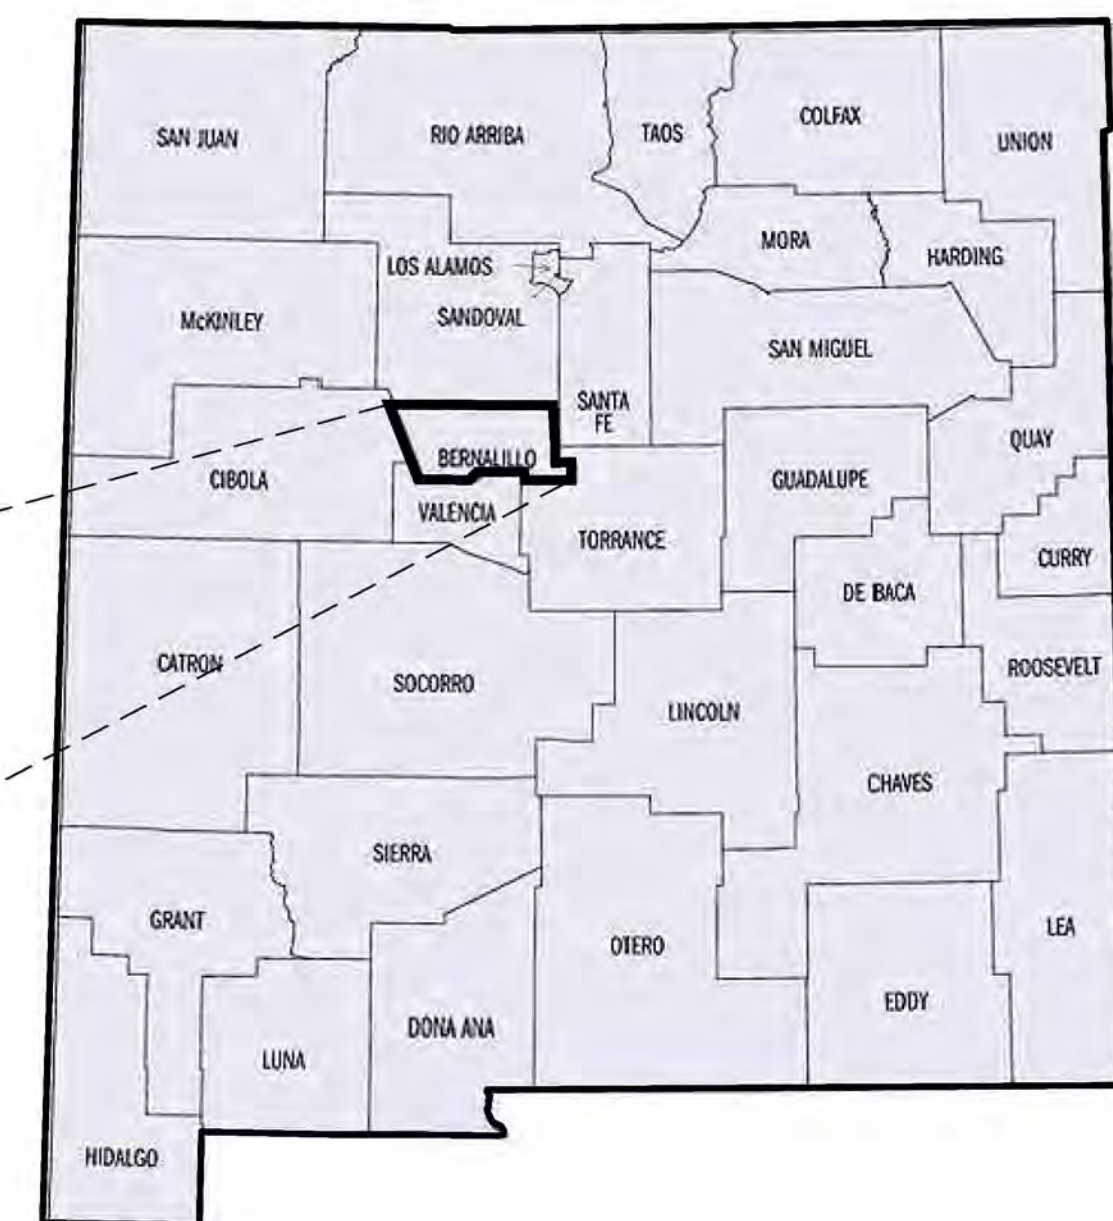 SAN JUAN
RIO ARRIBA
TAOS
COLFAX
UNION
MORA
HARDING
LOS ALAMOS
McKINLEY
SANDOVAL
SAN MIGUEL
SANTA
FE
QUAY
BERNALILLO
CIBOLA
GUADALUPE
VALENCIA
TORRANCE
CURRY
DE BACA
CATRON
SOCORRO
ROOSEVELT
LINCOLN
CHAVES
SIERRA
GRANT
OTERO
LEA
EDDY
DONA ANA
LUNA
HIDALGO